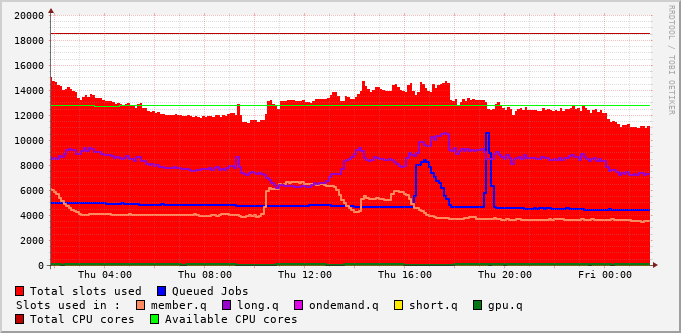 20000
18000
16000
14000
12000
10000
8000
6000
4000
2000
0
Thu 04:00 Thu 08:00 Thu 12:00 Thu 16:00 Thu 20:00 Fri 00:00
Total slots used Queued Jobs
Slots used in : member.q long.q ondemand.q short.q gpu.q
Total CPU cores Available CPU cores
RRDTOOL / TOBI OETIKER